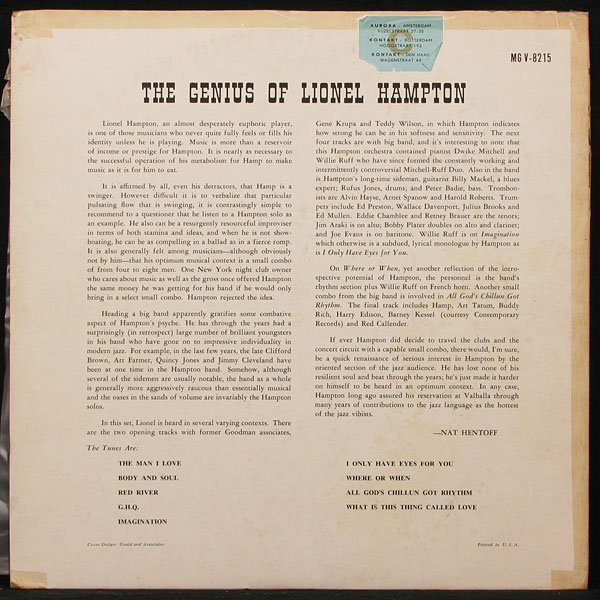 AURORA - AMSTERDAM
VIJZELSTRAAT 27-35
KONTAKT - ROTTERDAM
HOOGSTRAAT 192
KONTAKT - DEN HAAG
WAGENSTRAAT 49
MG V-8215
THE GENIUS OF LIONEL HAMPTON
Lionel Hampton, an almost desperately euphoric player,
is one of those musicians who never quite fully feels or fills his
identity unless he is playing. Music is more than a reservoir
of income or prestige for Hampton. It is nearly as necessary to
the successful operation of his metabolism for Hamp to make
music as it is for him to eat.
It is affirmed by all, even his detractors, that Hamp is a
swinger. However difficult it is to verbalize that particular
pulsating flow that is swinging, it is contrastingly simple to
recommend to a questioner that he listen to a Hampton solo as
an example. He also can be a resurgently resourceful improviser
in terms of both stamina and ideas, and when he is not show-
boating, he can be as compelling in a ballad as in a fierce romp.
It is also generally felt among musicians—although obviously
not by him—that his optimum musical context is a small combo
of from four to eight men. One New York night club owner
who cares about music as well as the gross once offered Hampton
the same money he was getting for his band if he would only
bring in a select small combo. Hampton rejected the idea.
Heading a big band apparently gratifies some combative
aspect of Hampton's psyche. He has through the years had a
surprisingly (in retrospect) large number of brilliant youngsters
in his band who have gone on to impressive individuality in
modern jazz. For example, in the last few years, the late Clifford
Brown, Art Farmer, Quincy Jones and Jimmy Cleveland have
been at one time in the Hampton band. Somehow, although
several of the sidemen are usually notable, the band as a whole
is generally more aggressively raucous than essentially musical
and the oases in the sands of volume are invariably the Hampton
solos.
In this set, Lionel is heard in several varying contexts. There
are the two opening tracks with former Goodman associates,
Gene Krupa and Teddy Wilson, in which Hampton indicates
how strong he can be in his softness and sensitivity. The next
four tracks are with big band, and it's interesting to note that
this Hampton orchestra contained pianist Dwike Mitchell and
Willie Ruff who have since formed the constantly working and
intermittently controversial Mitchell-Ruff Duo. Also in the band
is Hampton's long-time sideman, guitarist Billy Mackel, a blues
expert; Rufus Jones, drums; and Peter Badie, bass. Trombon-
ists are Alvin Hayse, Arnet Spanow and Harold Roberts. Trum-
pets include Ed Preston, Wallace Davenport, Julius Brooks and
Ed Mullen. Eddie Chamblee and Retney Brauer are the tenors;
Jim Araki is on alto; Bobby Plater doubles on alto and clarinet;
and Joe Evans is on baritone. Willie Ruff is on Imagination
which otherwise is a subdued, lyrical monologue by Hampton as
is I Only Have Eyes for You.
On Where or When, yet another reflection of the intro-
spective potential of Hampton, the personnel is the band's
rhythm section plus Willie Ruff on French horn. Another small
combo from the big band is involved in All God's Chillun Got
Rhythm. The final track includes Hamp, Art Tatum, Buddy
Rich, Harry Edison, Barney Kessel (courtesy Contemporary
Records) and Red Callender.
If ever Hampton did decide to travel the clubs and the
concert circuit with a capable small combo, there would, I'm sure,
be a quick renaissance of serious interest in Hampton by the
oriented section of the jazz audience. He has lost none of his
resilient soul and bear through the years; he's just made it harder
on himself to be heard in an optimum context. In any case,
Hampton long ago assured his reservation at Valhalla through
many years of contributions to the jazz language as the hottest
of the jazz vibists.
—NAT HENTOFF
The Tunes Are:
THE MAN I LOVE
BODY AND SOUL
RED RIVER
G.H.Q.
IMAGINATION
I ONLY HAVE EYES FOR YOU
WHERE OR WHEN
ALL GOD'S CHILLUN GOT RHYTHM
WHAT IS THIS THING CALLED LOVE
Cover Design: Gould and Associates
Printed in U.S.A.